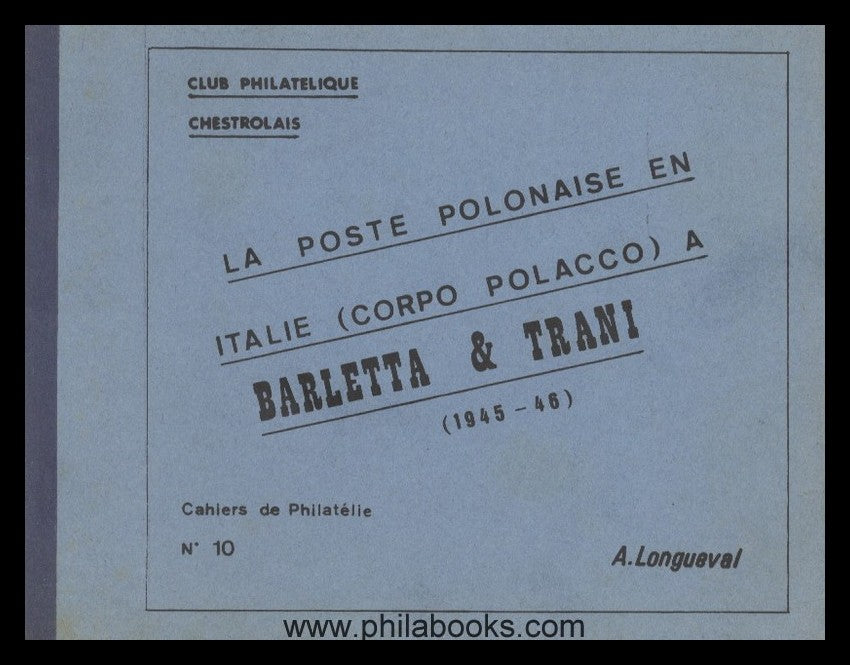 CLUB PHILATELIQUE
CHESTROLAIS
LA POSTE POLONAISE EN
ITALIE (CORPO POLACCO) A
BARLETTA & TRANI
(1945 - 46)
Cahiers de Philatélie
N° 10
A.Longueval
www.philabooks.com